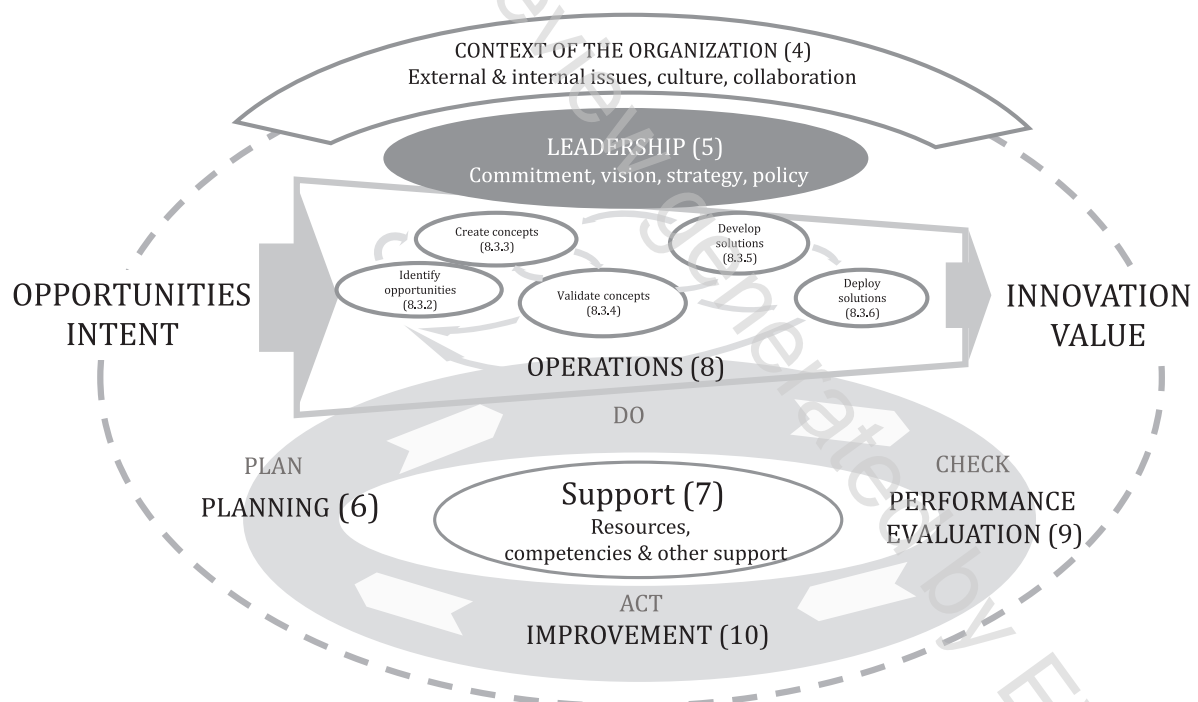 CONTEXT OF THE ORGANIZATION (4)
External & internal issues, culture, collaboration
LEADERSHIP (5)
Commitment, vision, strategy, policy
Create concepts
(8.3.3)
Develop
solutions
(8.3.5)
Identify
opportunities
(8.3.2)
Validate concepts
(8.3.4)
Deploy
solutions
(8.3.6)
OPPORTUNITIES
INTENT
INNOVATION
VALUE
OPERATIONS (8)
DO
PLAN
PLANNING (6)
CHECK
PERFORMANCE
EVALUATION (9)
Support (7)
Resources,
competencies & other support
ACT
IMPROVEMENT (10)
generated by